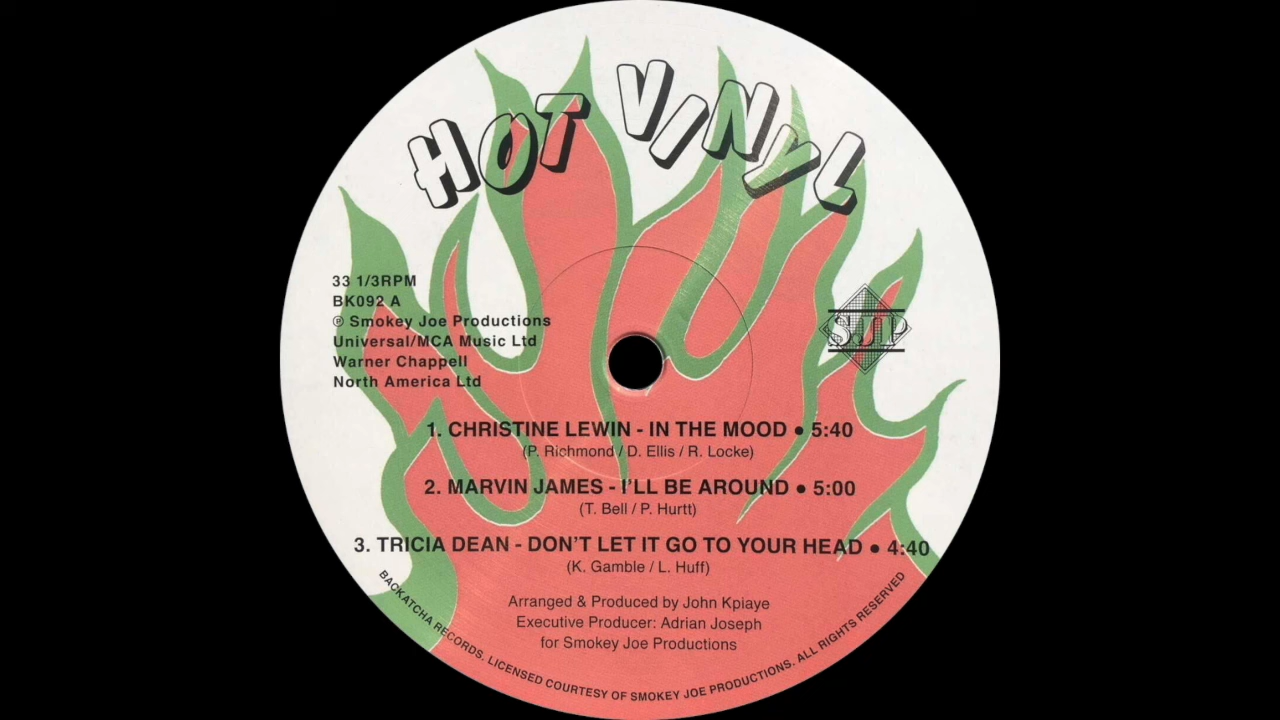 HOT VINYL
33 1/3RPM
BK092 A
℗ Smokey Joe Productions
Universal/MCA Music Ltd
Warner Chappell
North America Ltd
SJP
1. CHRISTINE LEWIN - IN THE MOOD ● 5:40
(P. Richmond / D. Ellis / R. Locke)
2. MARVIN JAMES - I'LL BE AROUND ● 5:00
(T. Bell / P. Hurtt)
3. TRICIA DEAN - DON'T LET IT GO TO YOUR HEAD ● 4:40
(K. Gamble / L. Huff)
Arranged & Produced by John Kpiaye
Executive Producer: Adrian Joseph
for Smokey Joe Productions
BACKATCHA RECORDS. LICENSED COURTESY OF SMOKEY JOE PRODUCTIONS. ALL RIGHTS RESERVED